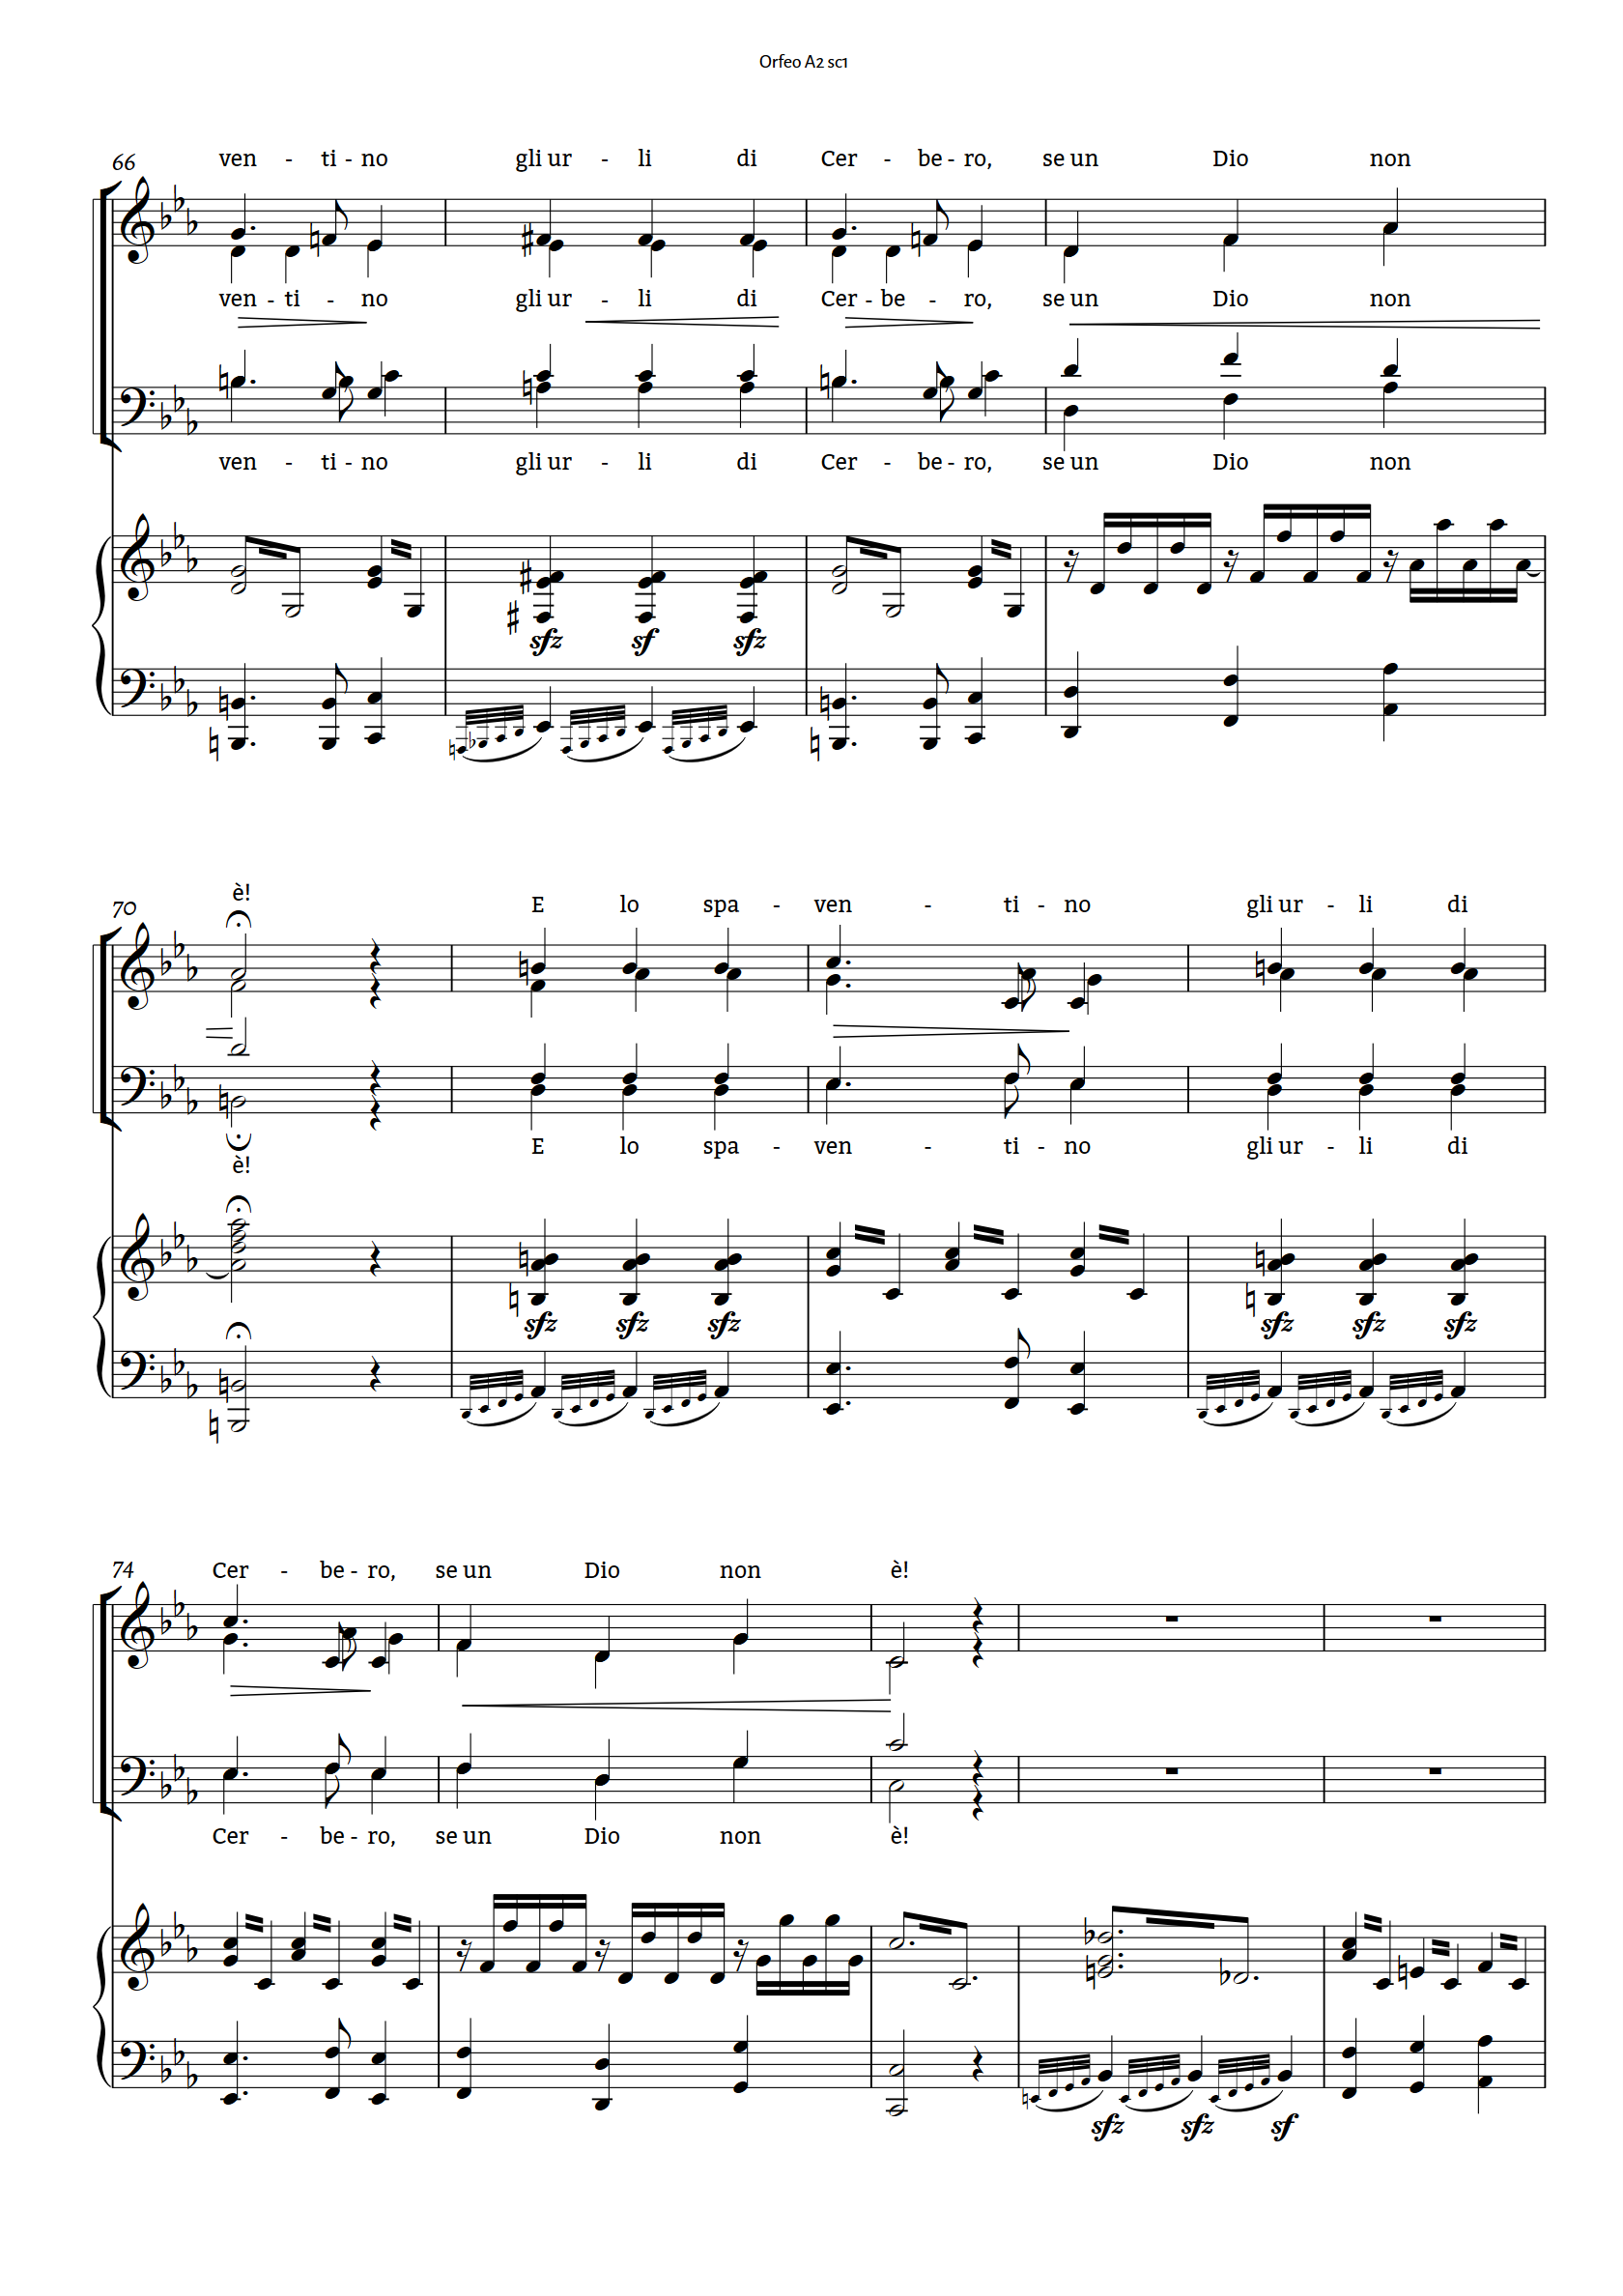 Orfeo A2 sc1
66
ven - ti - no gli ur - li di Cer - be - ro, se un Dio non
ven - ti - no gli ur - li di Cer - be - ro, se un Dio non
ven - ti - no gli ur - li di Cer - be - ro, se un Dio non
sfz sf sfz
70
è! E lo spa - ven - ti - no gli ur - li di
E lo spa - ven - ti - no gli ur - li di
è!
sfz sfz sfz sfz sfz sfz
74
Cer - be - ro, se un Dio non è!
Cer - be - ro, se un Dio non è!
sfz sfz sf